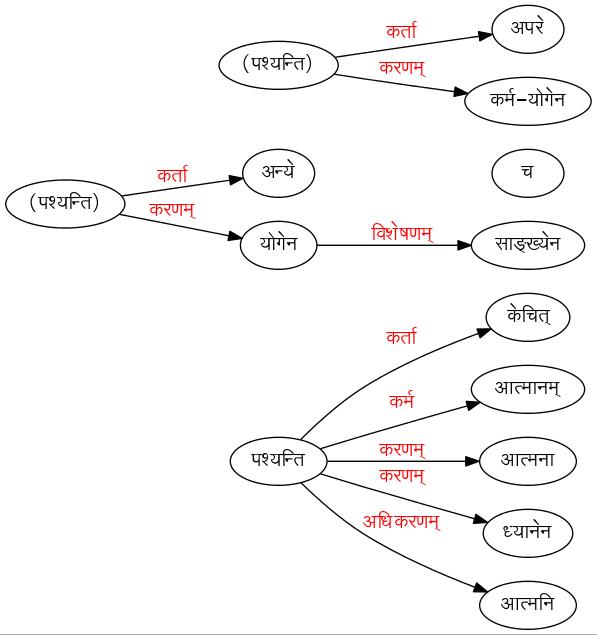 कर्ता
अपरे
(पश्यन्ति)
करणम्
कर्म-योगेन
कर्ता
अन्ये
च
(पश्यन्ति)
करणम्
योगेन
विशेषणम्
साङ्ख्येन
केचित्
कर्ता
आत्मानम्
कर्म
पश्यन्ति
करणम्
आत्मना
करणम्
ध्यानेन
अधिकरणम्
आत्मनि